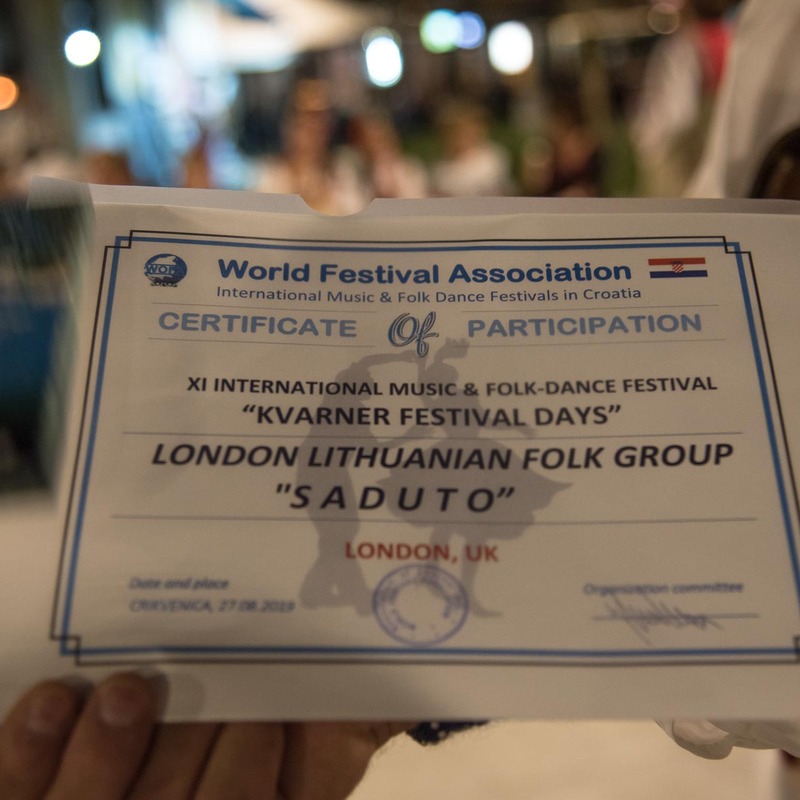 WOFA
World Festival Association
International Music & Folk Dance Festivals in Croatia
CERTIFICATE Of PARTICIPATION
XI INTERNATIONAL MUSIC & FOLK-DANCE FESTIVAL
“KVARNER FESTIVAL DAYS”
LONDON LITHUANIAN FOLK GROUP
"S A D U T O”
LONDON, UK
Date and place
Organization committee
CRIKVENICA, 27.06.2019